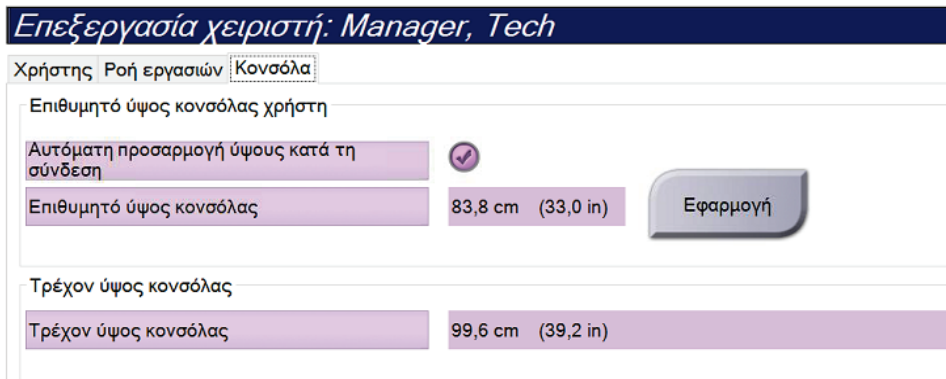 Επεξεργασία χειριστή: Manager, Tech
Χρήστης Ροή εργασιών Κονσόλα
Επιθυμητό ύψος κονσόλας χρήστη
Αυτόματη προσαρμογή ύψους κατά τη
σύνδεση
Επιθυμητό ύψος κονσόλας 83,8 cm (33,0 in) Εφαρμογή
Τρέχον ύψος κονσόλας
Τρέχον ύψος κονσόλας 99,6 cm (39,2 in)